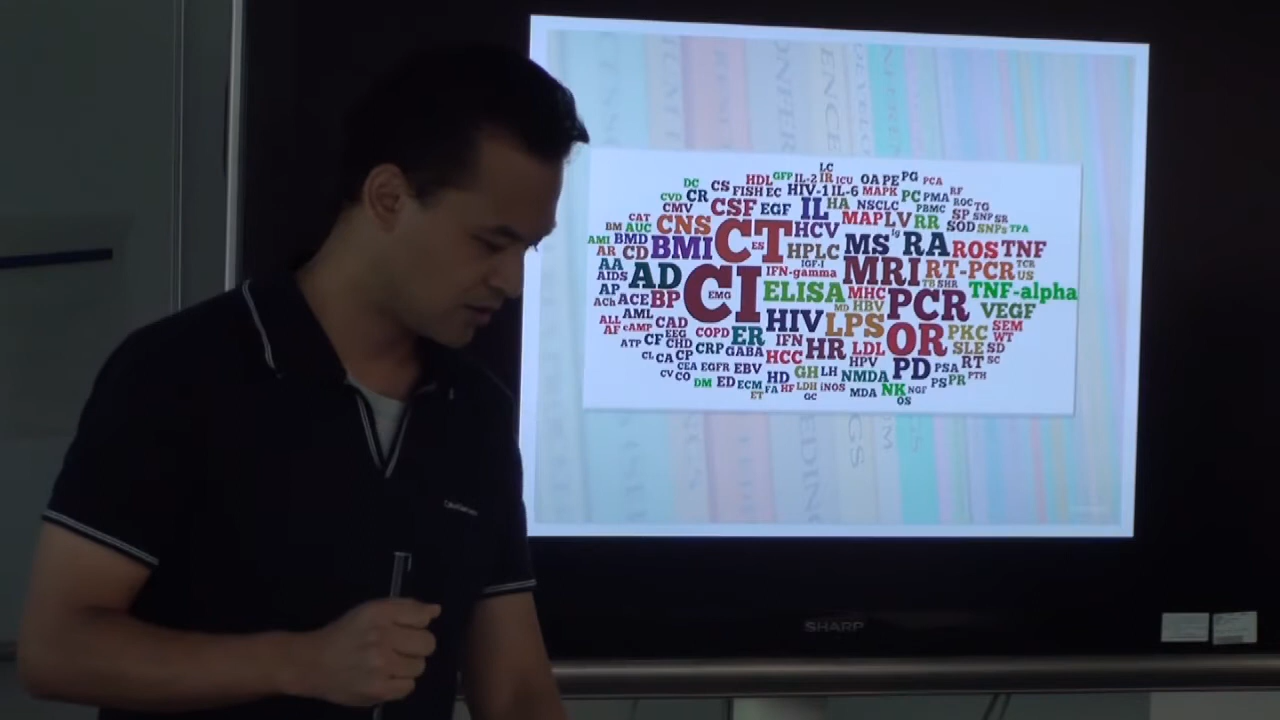 LC
DC CVD CR CS HDL GFP IL-2 IR ICU OA PE PG PCA
FISH EC HIV-1 IL-6 MAPK PC PMA RF
CAT CMV CSF EGF IL HA NSCLC PBMC ROC TG
BM AUC CNS CT HCV MAP LV RR SP SNP SR
AMI BMD BMI ES HPLC MS Ig RA SOD SNPs TPA
AR CD IGF-I ROS TNF
AA AD CI IFN-gamma MRI RT-PCR TCR
AIDS TB SHR US
AP EMG ELISA MHC PCR TNF-alpha
ACh ACE BP MD HBV VEGF
ALL AML HIV LPS OR PKC SEM
AF cAMP CAD COPD ER WT
ATP CF EEG CHD CRP GABA IFN HR LDL SLE SD
CL CA CP HCC HPV PD PSA RT SC
CV CO CEA EGFR EBV HD GH LH NMDA PS PR PTH
DM ED ECM FA HF LDH iNOS MDA NK NGF
ET GC OS
SHARP